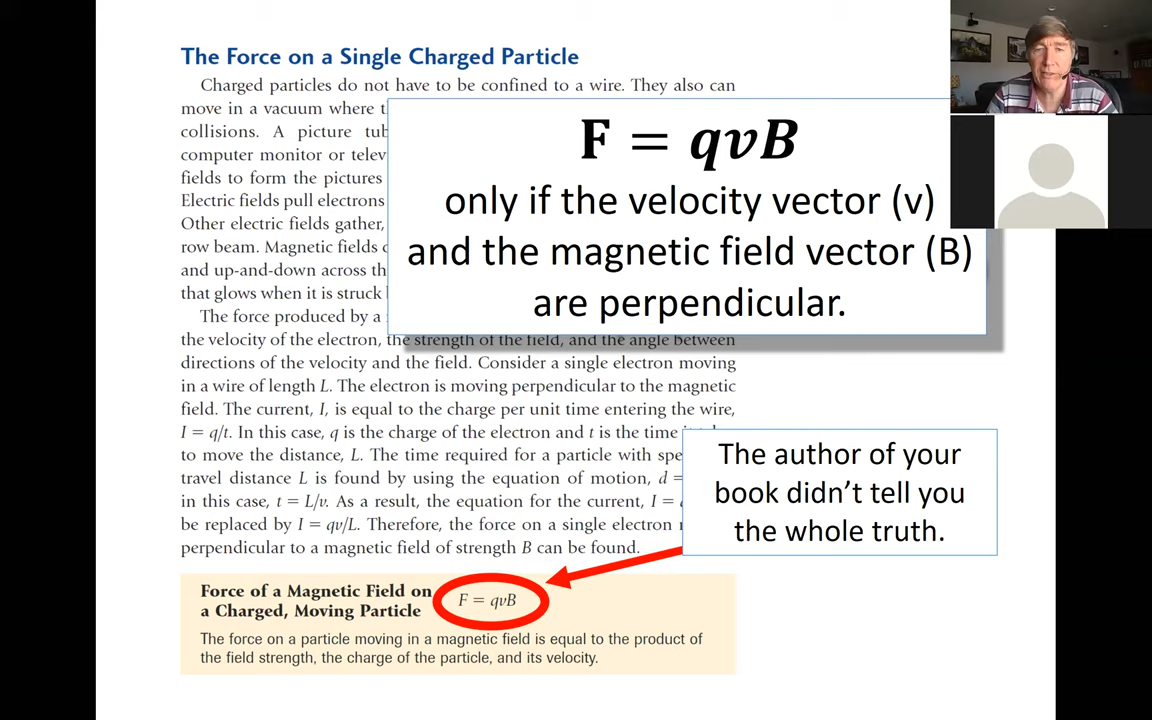 The Force on a Single Charged Particle
Charged particles do not have to be confined to a wire. They also can
move in a vacuum where
collisions. A picture tub
computer monitor or telev
fields to form the pictures
Electric fields pull electrons
Other electric fields gather,
row beam. Magnetic fields
and up-and-down across th
that glows when it is struck
The force produced by a
the velocity of the electron, the strength of the field, and the angle between
directions of the velocity and the field. Consider a single electron moving
in a wire of length L. The electron is moving perpendicular to the magnetic
field. The current, I, is equal to the charge per unit time entering the wire,
I = q/t. In this case, q is the charge of the electron and t is the time
to move the distance, L. The time required for a particle with spe
travel distance L is found by using the equation of motion, d =
in this case, t = L/v. As a result, the equation for the current, I =
be replaced by I = qv/L. Therefore, the force on a single electron
perpendicular to a magnetic field of strength B can be found.
F = qvB
only if the velocity vector (v)
and the magnetic field vector (B)
are perpendicular.
The author of your
book didn't tell you
the whole truth.
Force of a Magnetic Field on
a Charged, Moving Particle
F = qvB
The force on a particle moving in a magnetic field is equal to the product of
the field strength, the charge of the particle, and its velocity.